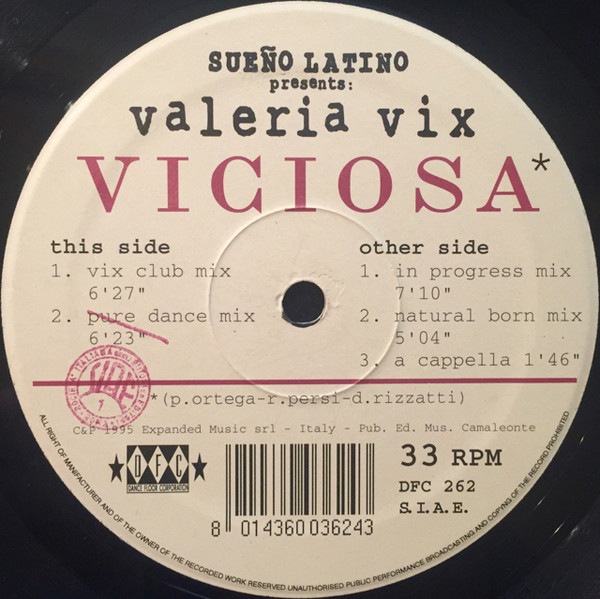 SUEÑO LATINO
presents:
valeria vix
VICIOSA*
this side
1. vix club mix
6'27"
2. pure dance mix
6'23"
other side
1. in progress mix
7'10"
2. natural born mix
5'04"
3. a cappella 1'46"
*(p.ortega-r.persi-d.rizzatti)
C&P 1995 Expanded Music srl - Italy - Pub. Ed. Mus. Camaleonte
DFC
DANCE FLOOR CORPORATION
8 014360 036243
33 RPM
DFC 262
S.I.A.E.
ALL RIGHT OF MANUFACTURER AND OF THE OWNER OF THE RECORDED WORK RESERVED UNAUTHORISED PUBLIC PERFORMANCE BROADCASTING AND COPYING OF THE RECORD PROHIBITED